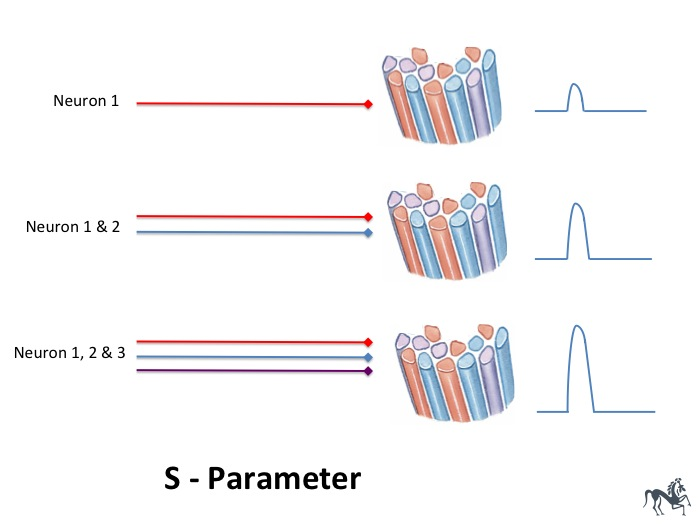 Neuron 1
Neuron 1 & 2
Neuron 1, 2 & 3
S - Parameter